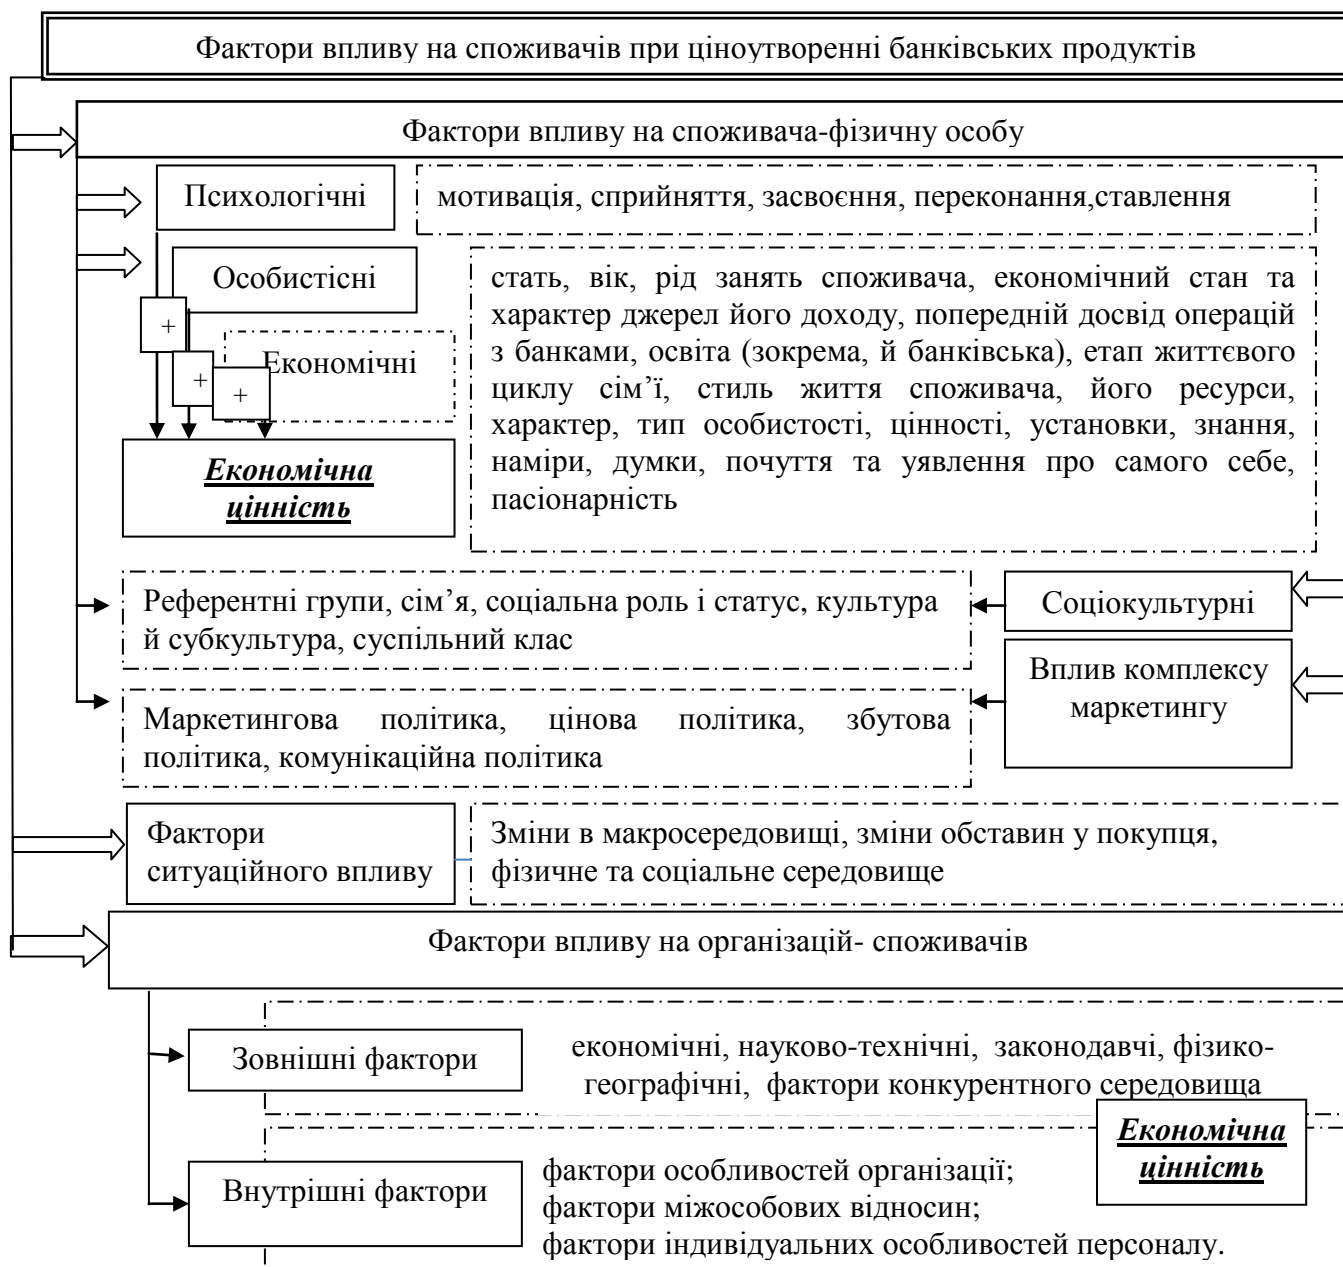 Фактори впливу на споживачів при ціноутворенні банківських продуктів
Фактори впливу на споживача-фізичну особу
Психологічні
мотивація, сприйняття, засвоєння, переконання,ставлення
Особистісні
стать, вік, рід занять споживача, економічний стан та
характер джерел його доходу, попередній досвід операцій
з банками, освіта (зокрема, й банківська), етап життєвого
циклу сім’ї, стиль життя споживача, його ресурси,
характер, тип особистості, цінності, установки, знання,
наміри, думки, почуття та уявлення про самого себе,
пасіонарність
+
Економічні
+
+
Економічна
цінність
Референтні групи, сім’я, соціальна роль і статус, культура
й субкультура, суспільний клас
Соціокультурні
Вплив комплексу
маркетингу
Маркетингова політика, цінова політика, збутова
політика, комунікаційна політика
Фактори
ситуаційного впливу
Зміни в макросередовищі, зміни обставин у покупця,
фізичне та соціальне середовище
Фактори впливу на організацій- споживачів
Зовнішні фактори
економічні, науково-технічні, законодавчі, фізико-
географічні, фактори конкурентного середовища
Економічна
цінність
Внутрішні фактори
фактори особливостей організації;
фактори міжособових відносин;
фактори індивідуальних особливостей персоналу.